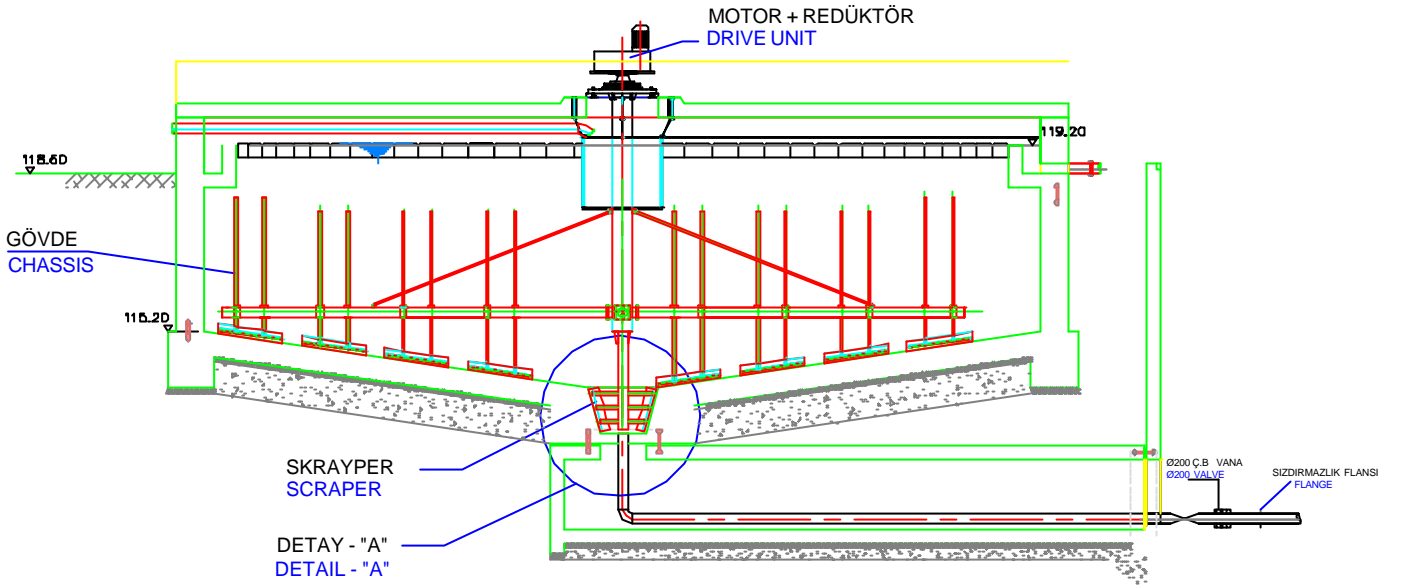 MOTOR + REDÜKTÖR
DRIVE UNIT
119.20
118.60
GÖVDE
CHASSIS
115.20
SKRAYPER
SCRAPER
Ø200 Ç.B VANA
Ø200 VALVE
SIZDIRMAZLIK FLANSI
FLANGE
DETAY - "A"
DETAIL - "A"